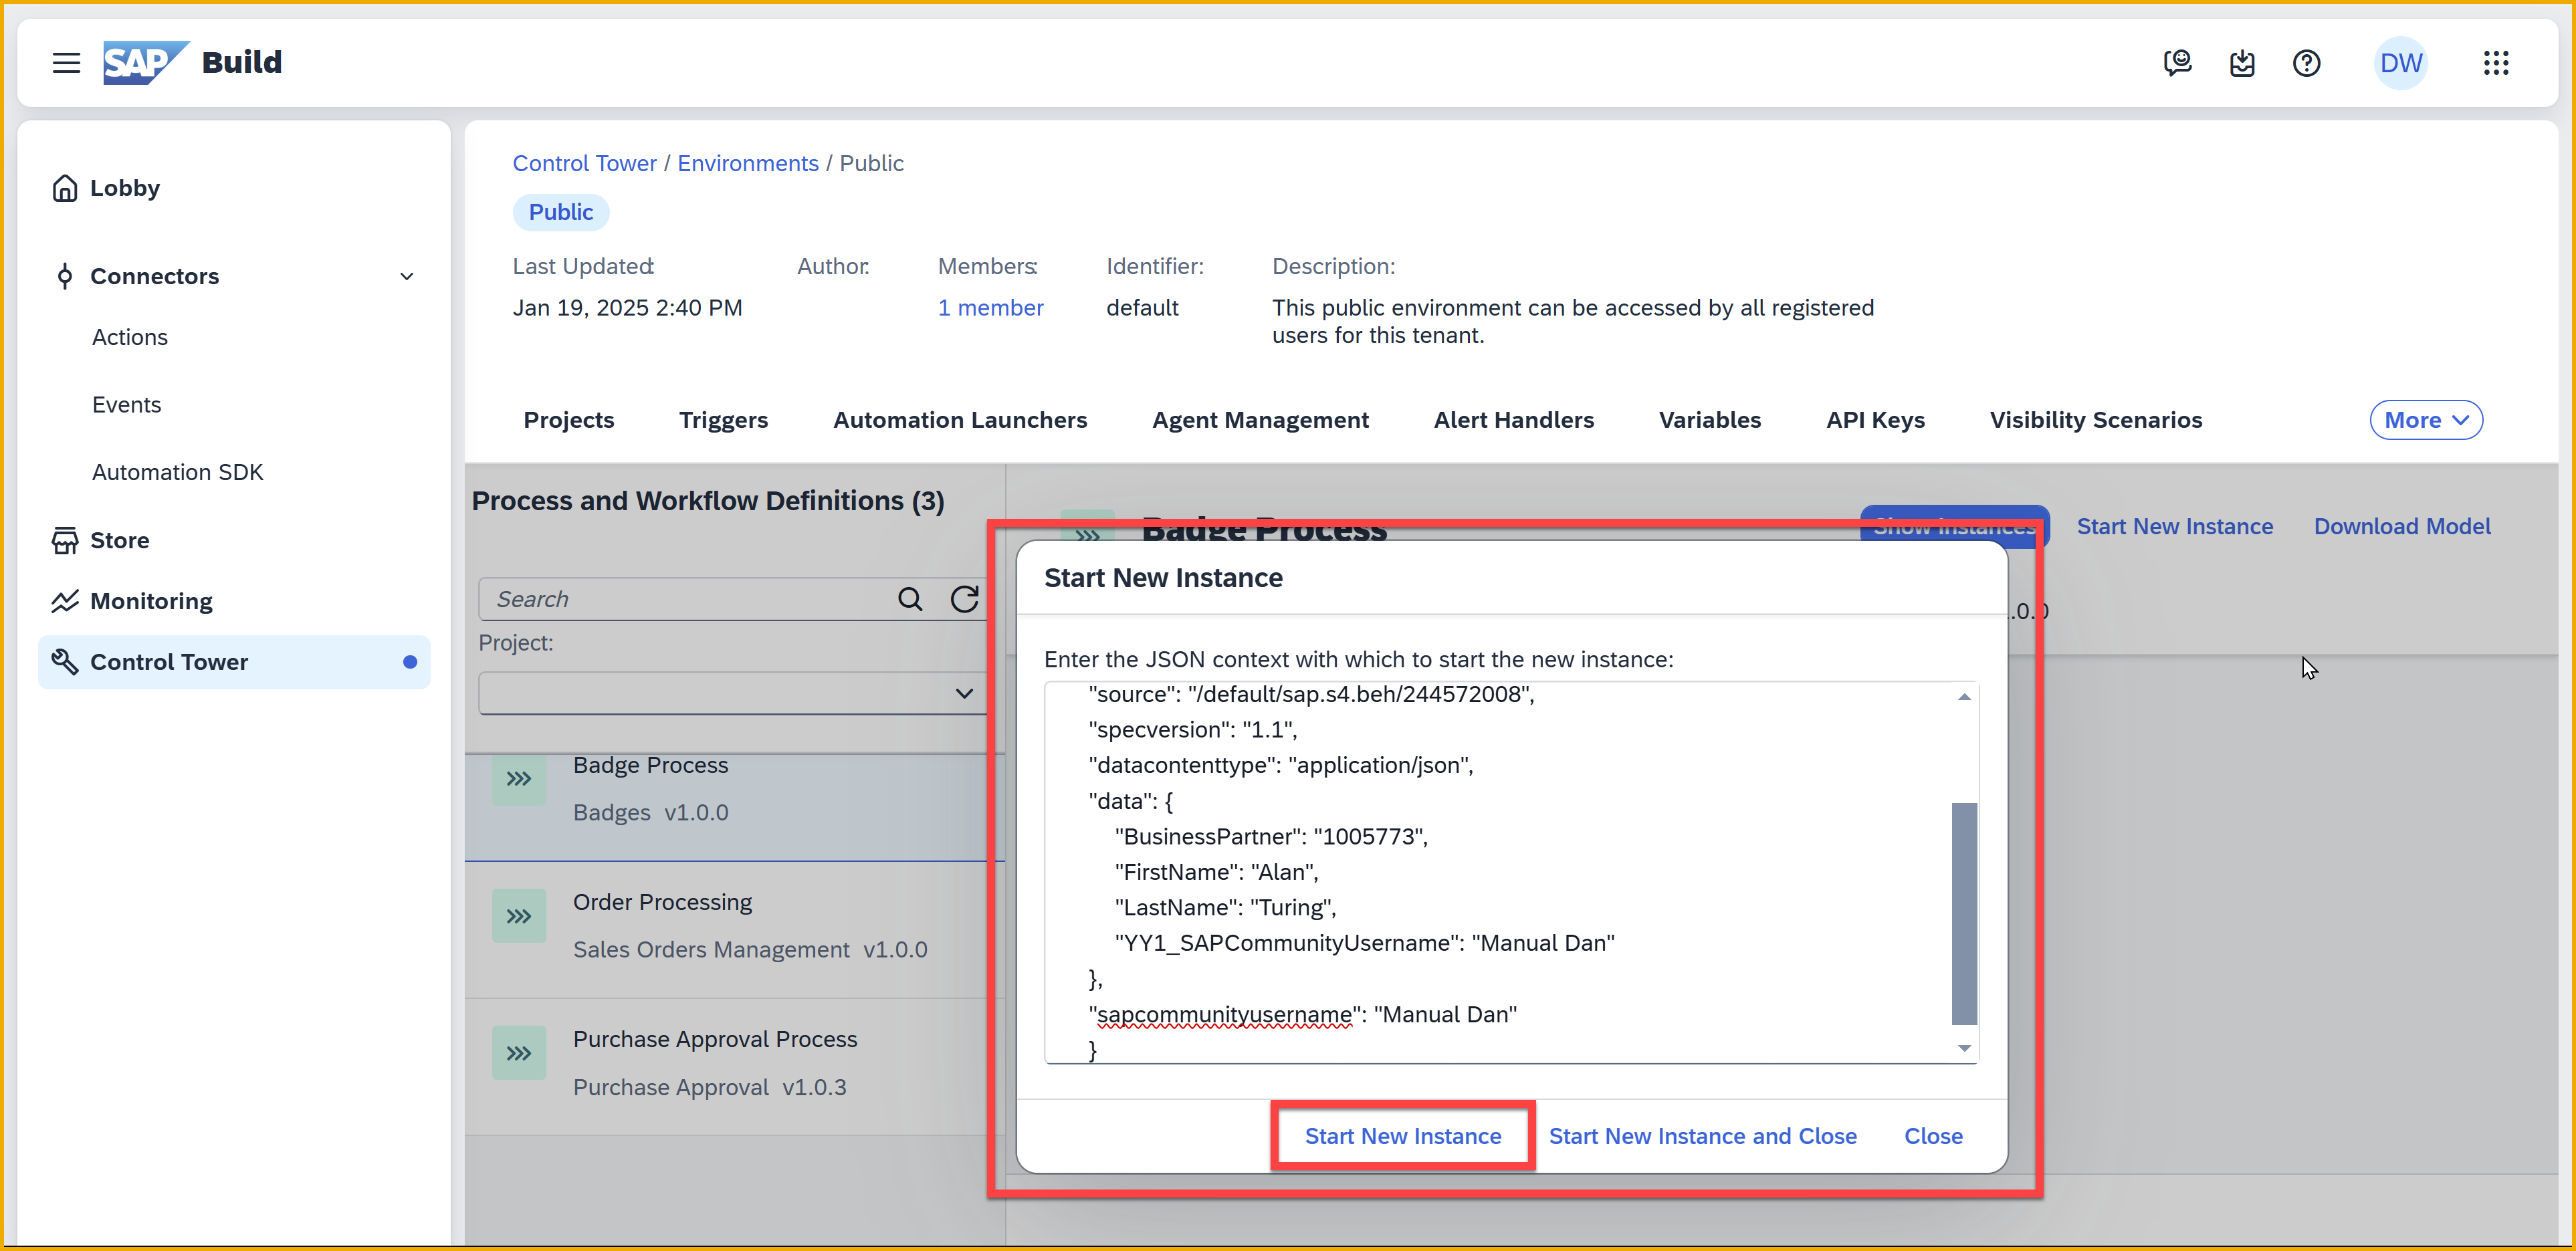 SAP Build
DW
Lobby
Connectors
Actions
Events
Automation SDK
Store
Monitoring
Control Tower
Control Tower / Environments / Public
Public
Last Updated:
Author:
Members:
Identifier:
Description:
Jan 19, 2025 2:40 PM
1 member
default
This public environment can be accessed by all registered
users for this tenant.
Projects
Triggers
Automation Launchers
Agent Management
Alert Handlers
Variables
API Keys
Visibility Scenarios
More
Process and Workflow Definitions (3)
Search
Project:
Badge Process
Badges v1.0.0
Order Processing
Sales Orders Management v1.0.0
Purchase Approval Process
Purchase Approval v1.0.3
Badge Process
Show Instances
Start New Instance
Download Model
.0.0
Start New Instance
Enter the JSON context with which to start the new instance:
"source": "/default/sap.s4.beh/244572008",
"specversion": "1.1",
"datacontenttype": "application/json",
"data": {
"BusinessPartner": "1005773",
"FirstName": "Alan",
"LastName": "Turing",
"YY1_SAPCommunityUsername": "Manual Dan"
},
"sapcommunityusername": "Manual Dan"
}
Start New Instance
Start New Instance and Close
Close